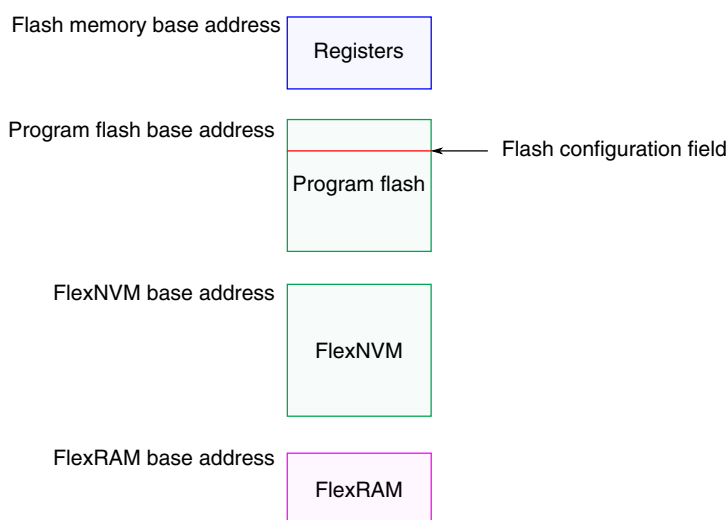 Flash memory base address
Registers
Program flash base address
Flash configuration field
Program flash
FlexNVM base address
FlexNVM
FlexRAM base address
FlexRAM